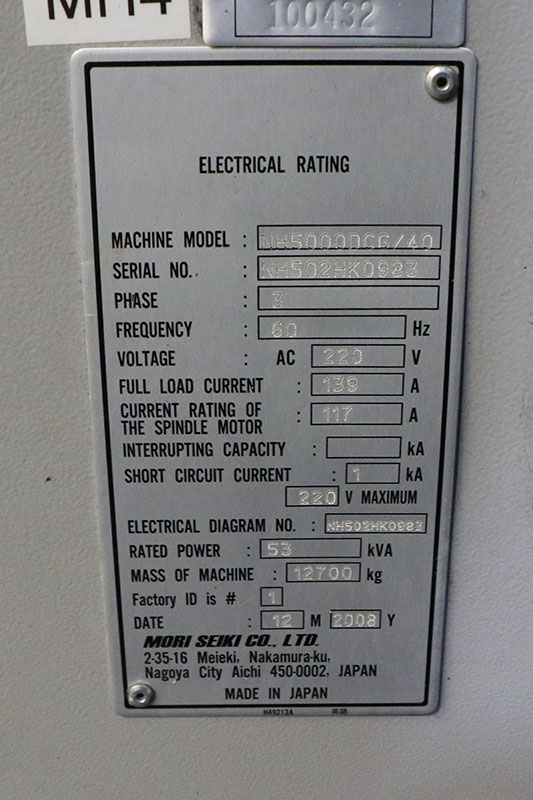 MH4
100432
ELECTRICAL RATING
MACHINE MODEL : NH5000DCG/40
SERIAL NO. : NH502HK0983
PHASE : 3
FREQUENCY : 60 Hz
VOLTAGE : AC 220 V
FULL LOAD CURRENT : 139 A
CURRENT RATING OF
THE SPINDLE MOTOR : 117 A
INTERRUPTING CAPACITY : kA
SHORT CIRCUIT CURRENT : 1 kA
220 V MAXIMUM
ELECTRICAL DIAGRAM NO. : NH502HK0983
RATED POWER : 53 kVA
MASS OF MACHINE : 12700 kg
Factory ID is # 1
DATE : 12 M 2008 Y
MORI SEIKI CO., LTD.
2-35-16 Meieki, Nakamura-ku,
Nagoya City Aichi 450-0002, JAPAN
MADE IN JAPAN
H49213A 英語